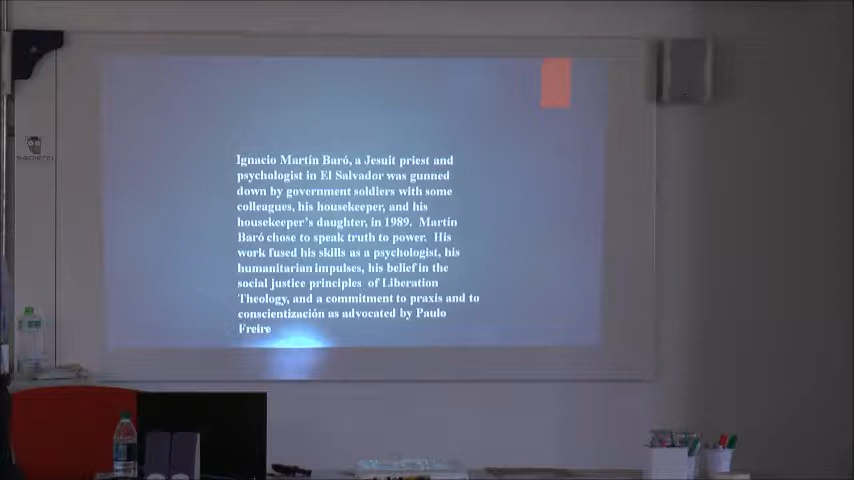 Ignacio Martín Baró, a Jesuit priest and
psychologist in El Salvador was gunned
down by government soldiers with some
colleagues, his housekeeper, and his
housekeeper's daughter, in 1989. Martín
Baró chose to speak truth to power. His
work fused his skills as a psychologist, his
humanitarian impulses, his belief in the
social justice principles of Liberation
Theology, and a commitment to praxis and to
conscientización as advocated by Paulo
Freire